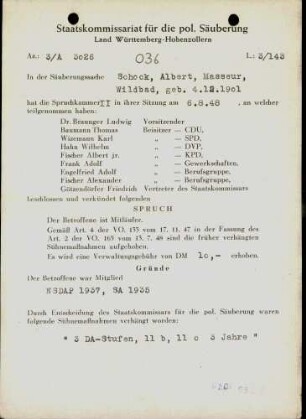 Staatskommissariat für die pol. Säuberung
Land Württemberg-Hohenzollern
Az.: 3/A 5028 036 L.: 3/143
In der Säuberungssache Schock, Albert, Masseur,
Wildbad, geb. 4.12.1901
hat die Spruchkammer II in ihrer Sitzung am 6.8.48 , an welcher
teilgenommen haben:
Dr. Braunger Ludwig Vorsitzender
Baumann Thomas Beisitzer — CDU,
Wizemann Karl „ SPD,
Hahn Wilhelm „ DVP,
Fischer Albert jr. „ KPD,
Frank Adolf „ Gewerkschaften,
Engelfried Adolf „ Berufsgruppe,
Fischer Alexander „ Berufsgruppe,
Götzendörfer Friedrich Vertreter des Staatskommissars
beschlossen und verkündet folgenden
SPRUCH
Der Betroffene ist Mitläufer.
Gemäß Art. 4 der VO. 133 vom 17. 11. 47 in der Fassung des
Art. 2 der VO. 165 vom 13. 7. 48 sind die früher verhängten
Sühnemaßnahmen aufgehoben.
Es wird eine Verwaltungsgebühr von DM 10,- erhoben.
Gründe
Der Betroffene war Mitglied
NSDAP 1937, SA 1935
Durch Entscheidung des Staatskommissars für die pol. Säuberung waren
folgende Sühnemaßnahmen verhängt worden:
" 3 DA-Stufen, 11 b, 11 c 3 Jahre "